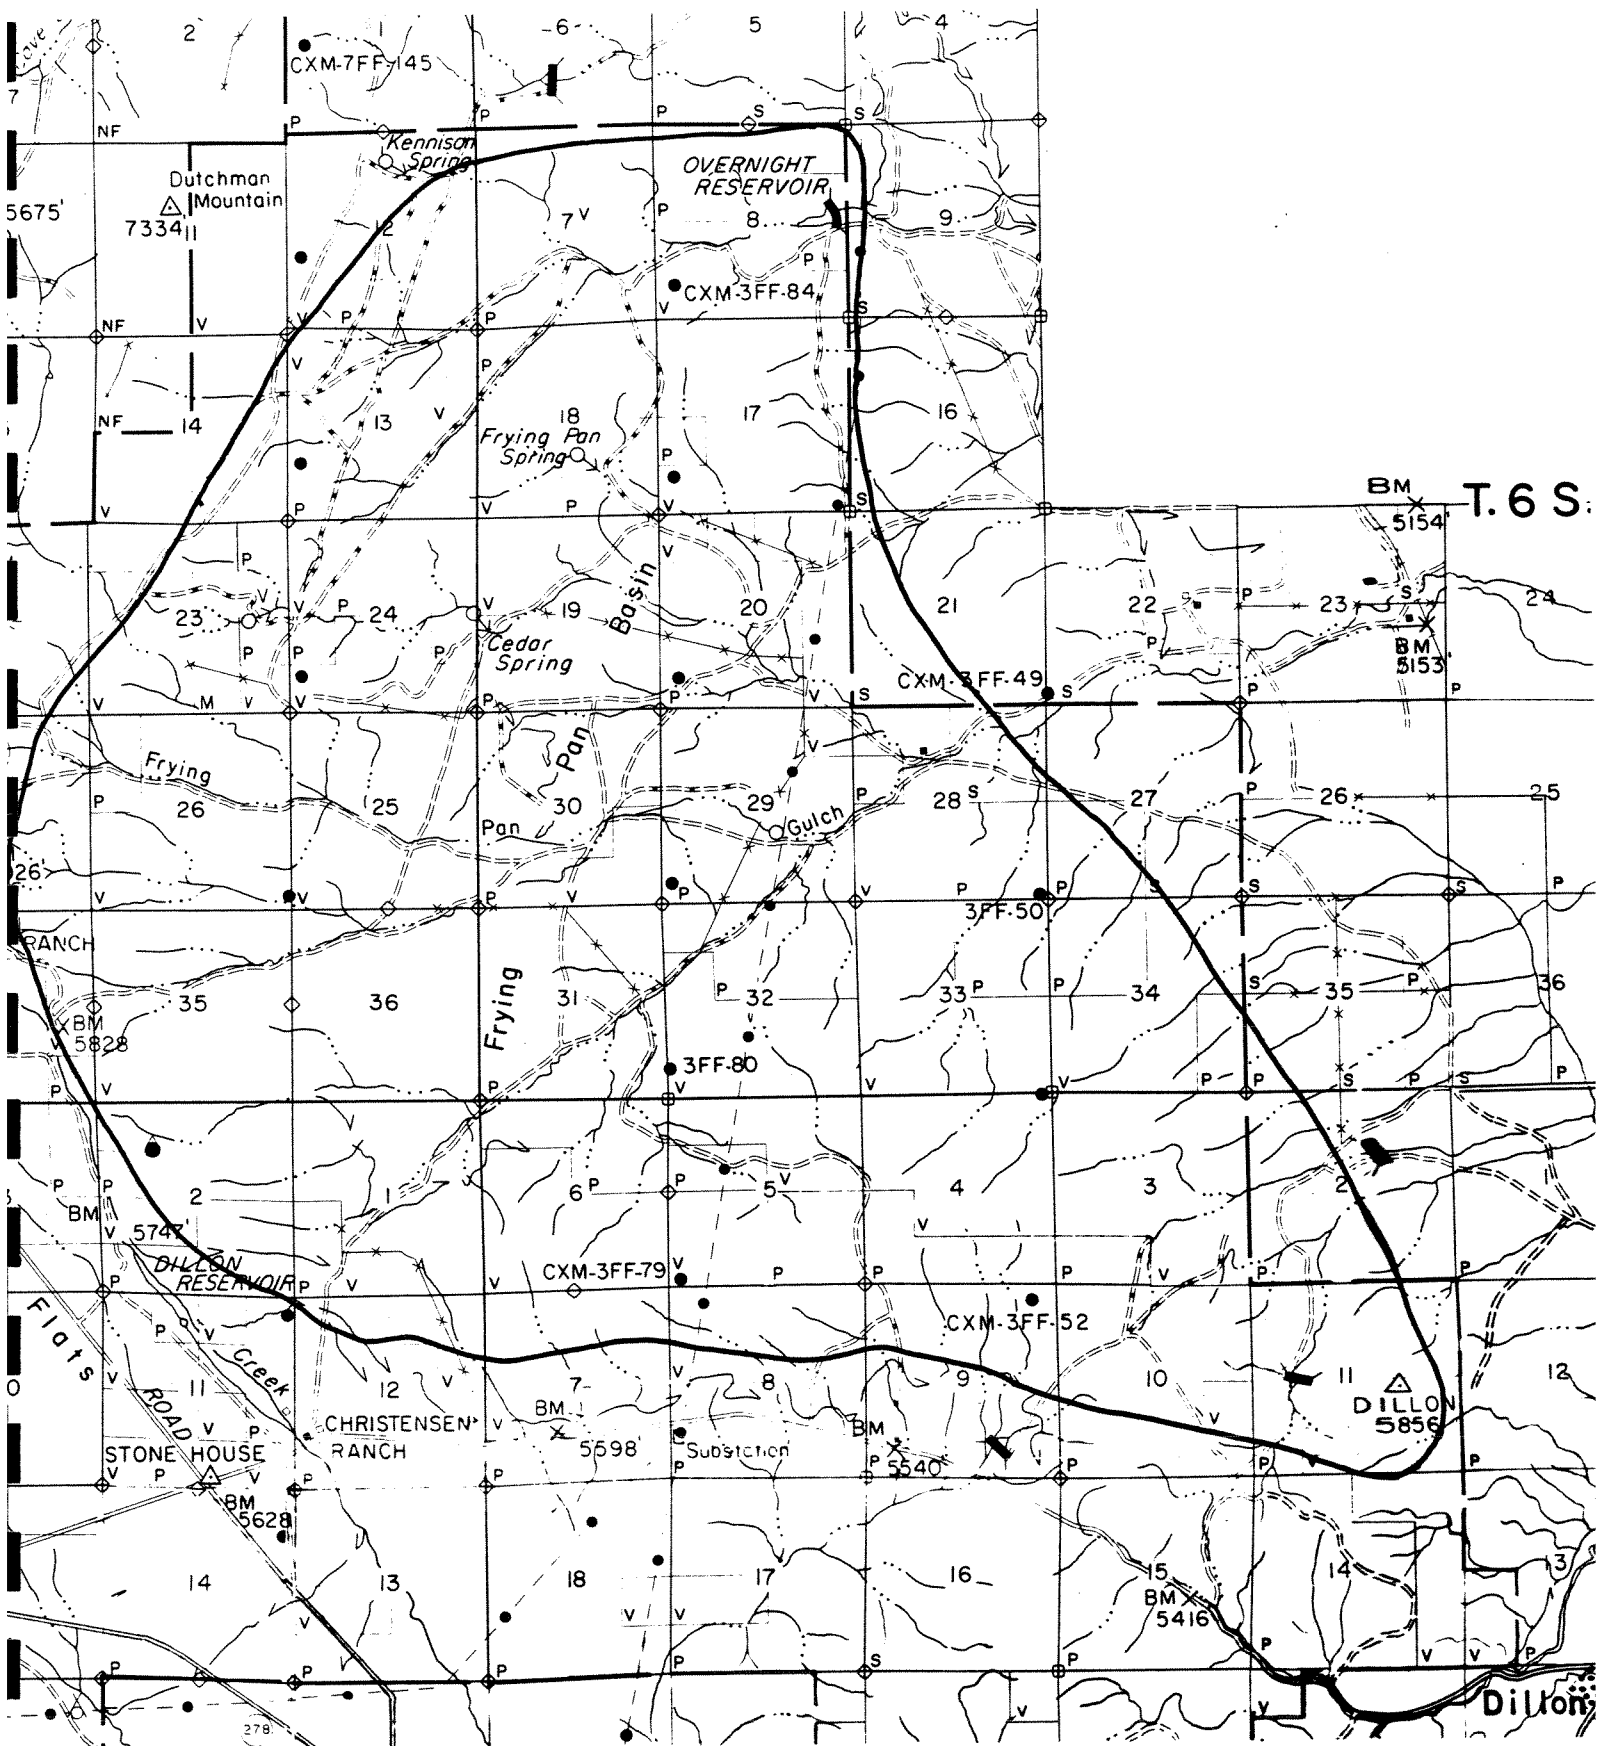 2 1 6 5 4
CXM-7FF-145
7
NF P P P S S
Kennison
Spring
OVERNIGHT
RESERVOIR
Dutchman
Mountain
5675'
7334' 11 12 7 V P 8 9
P
CXM-3FF-84
NF V V P P V S
V P
NF 14 13 V 18 17 16
Frying Pan
Spring
P
V P V P V S
BM
5154'
T. 6 S.
P V
Basin
V V P V P S
23 24 19 20 21 22 23 24
Cedar
Spring
P P P P
BM
5153'
CXM-3FF-49
V M V V P P V S S P P
Pan
V
Frying
P 26 25 30 29 P 28 S 27 P 26 25
Pan
Gulch
26'
V V P V P V P P S S S P
3FF-50
RANCH
35 36 31 P 32 33 P P 34 S 35 P 36
Frying
BM
5828
V
3FF-80
P V P V V V P P S P S P
P P 2 1 6 P 5 V 4 3 2
BM
V 5747'
V
DILLON
RESERVOIR
P P V V CXM-3FF-79 V P P P V P P
CXM-3FF-52
Flats
P V
Creek
V 11 12 V 7 V 8 9 10 11 12
0
ROAD
DILLON
5856
V P
CHRISTENSEN
RANCH
V
BM
5598'
Substation
BM
5540'
V
STONE HOUSE
V P V P P P P P P V P
BM
5628
14 13 18 17 16 15 14 13
BM
5416
V V V
P P P P S P P V V P
278
V V
Dillon